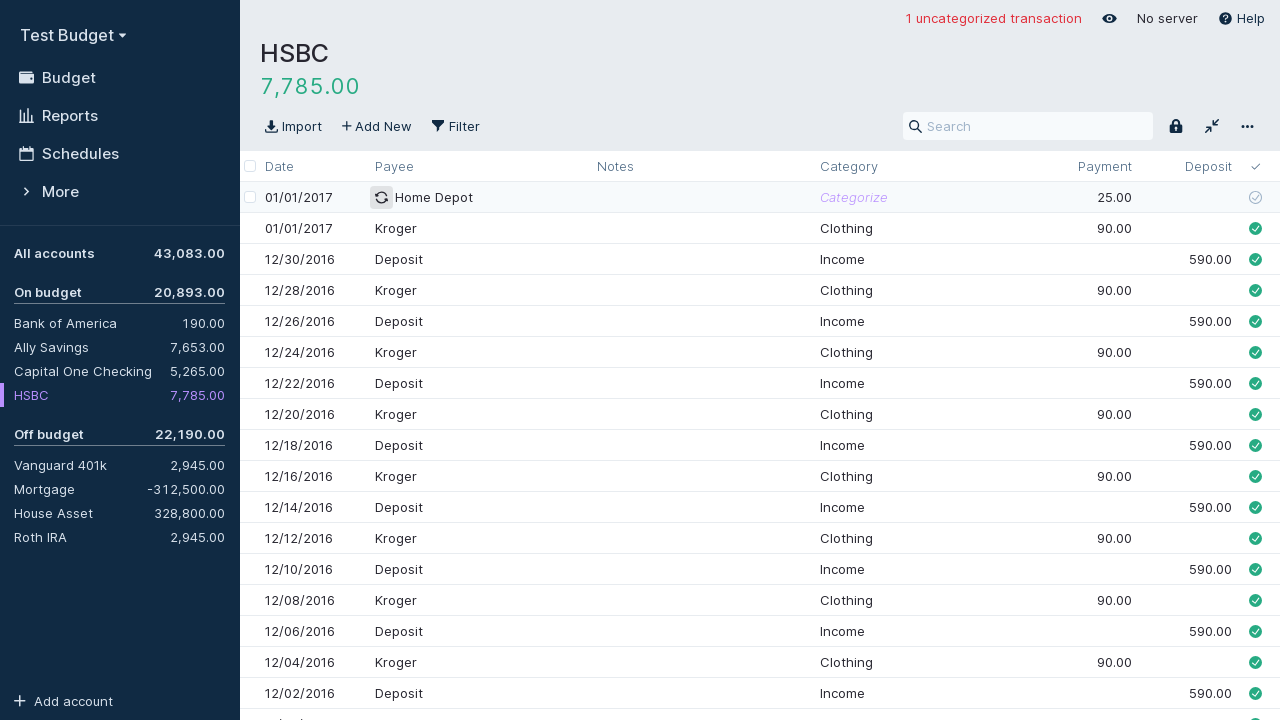 Test Budget
Budget
Reports
Schedules
More
All accounts 43,083.00
On budget 20,893.00
Bank of America 190.00
Ally Savings 7,653.00
Capital One Checking 5,265.00
HSBC 7,785.00
Off budget 22,190.00
Vanguard 401k 2,945.00
Mortgage -312,500.00
House Asset 328,800.00
Roth IRA 2,945.00
Add account
1 uncategorized transaction No server Help
HSBC
7,785.00
Import Add New Filter Search
Date Payee Notes Category Payment Deposit
01/01/2017 Home Depot Categorize 25.00
01/01/2017 Kroger Clothing 90.00
12/30/2016 Deposit Income 590.00
12/28/2016 Kroger Clothing 90.00
12/26/2016 Deposit Income 590.00
12/24/2016 Kroger Clothing 90.00
12/22/2016 Deposit Income 590.00
12/20/2016 Kroger Clothing 90.00
12/18/2016 Deposit Income 590.00
12/16/2016 Kroger Clothing 90.00
12/14/2016 Deposit Income 590.00
12/12/2016 Kroger Clothing 90.00
12/10/2016 Deposit Income 590.00
12/08/2016 Kroger Clothing 90.00
12/06/2016 Deposit Income 590.00
12/04/2016 Kroger Clothing 90.00
12/02/2016 Deposit Income 590.00